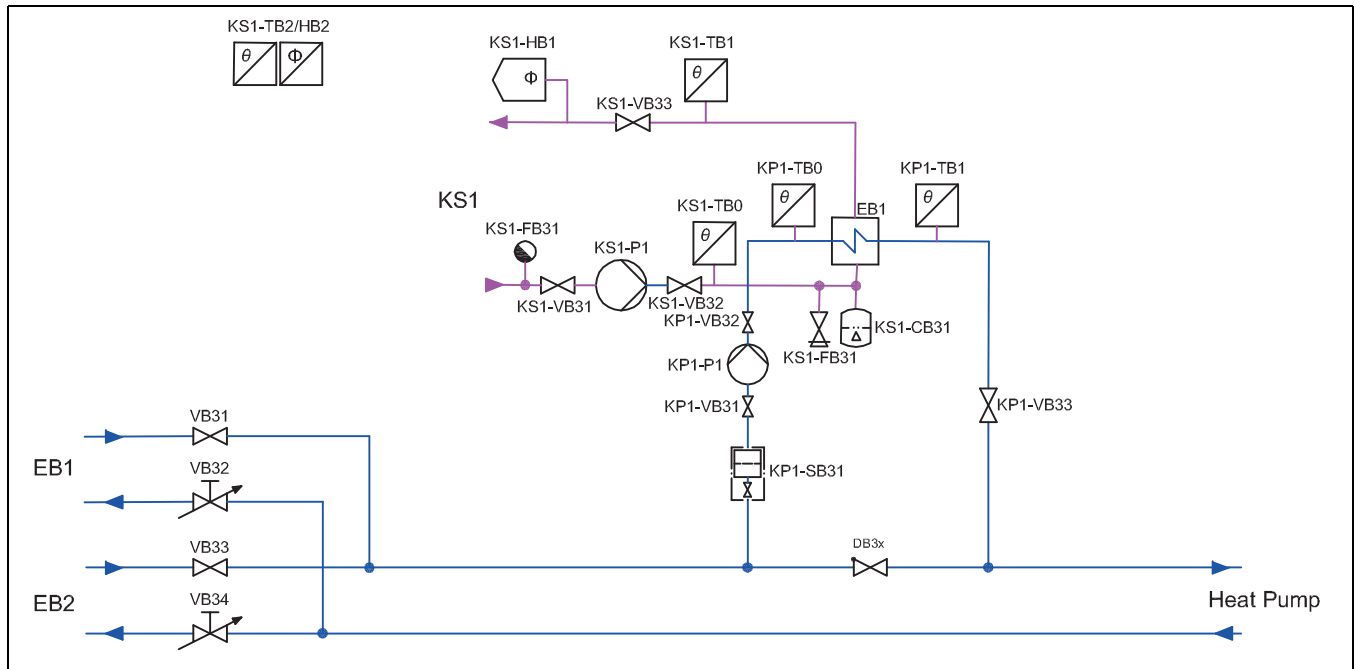 KS1-TB2/HB2
θ
Φ
KS1-HB1
Φ
KS1-TB1
θ
KS1-VB33
KP1-TB0
θ
KP1-TB1
θ
EB1
KS1
KS1-TB0
θ
KS1-FB31
KS1-P1
KS1-VB31
KS1-VB32
KP1-VB32
KS1-CB31
KS1-FB31
KP1-P1
KP1-VB31
KP1-VB33
VB31
EB1
VB32
KP1-SB31
VB33
DB3x
EB2
VB34
Heat Pump